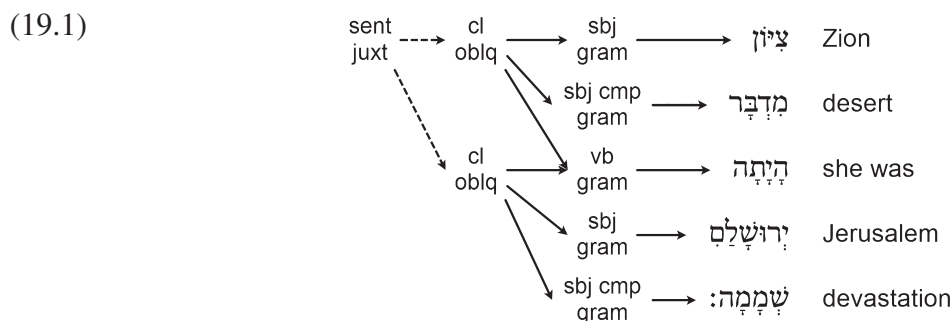 (19.1)
sent juxt
cl oblq
sbj gram
צִיּוֹן
Zion
sbj cmp gram
מִדְבָּר
desert
cl oblq
vb gram
הָיָתָה
she was
sbj gram
יְרוּשָׁלַ͏ִם
Jerusalem
sbj cmp gram
שְׁמָמָה׃
devastation